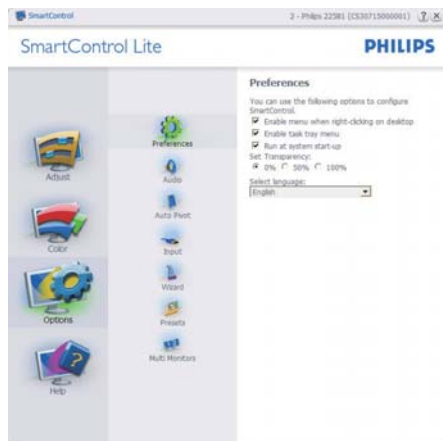 SmartControl
2 - Philips 225B1 (CS30715000001)
SmartControl Lite
PHILIPS
Adjust
Color
Options
Help
Preferences
Audio
Auto Pivot
Input
Wizard
Presets
Multi Monitors
Preferences
You can use the following options to configure
SmartControl.
Enable menu when right-clicking on desktop
Enable task tray menu
Run at system start-up
Set Transparency:
0% 50% 100%
Select language:
English